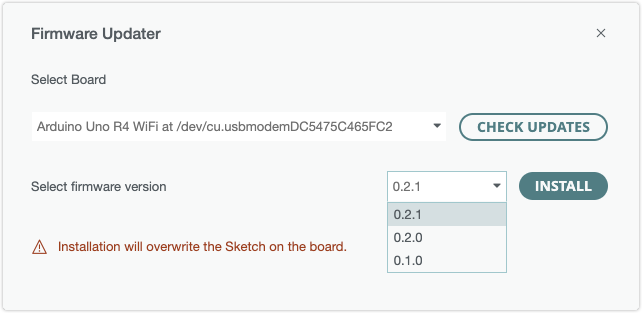 Firmware Updater
Select Board
Arduino Uno R4 WiFi at /dev/cu.usbmodemDC5475C465FC2
CHECK UPDATES
Select firmware version
0.2.1
INSTALL
0.2.1
0.2.0
0.1.0
Installation will overwrite the Sketch on the board.